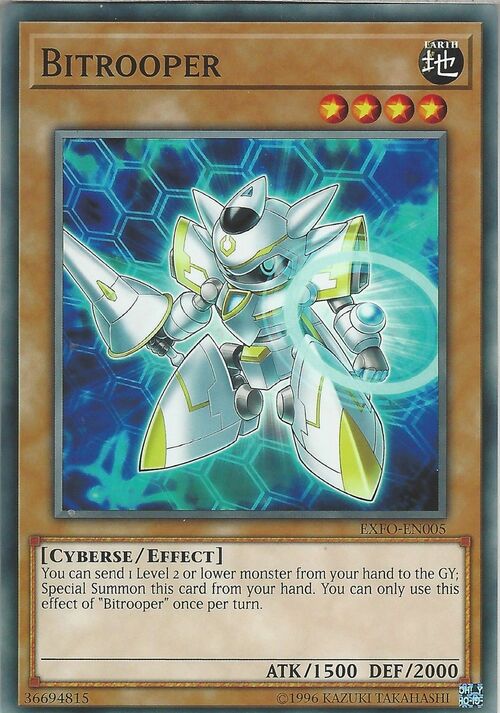 BITROOPER
EARTH
地
EXFO-EN005
[CYBERSE/EFFECT]
You can send 1 Level 2 or lower monster from your hand to the GY;
Special Summon this card from your hand. You can only use this
effect of "Bitrooper" once per turn.
ATK/1500 DEF/2000
36694815
©1996 KAZUKI TAKAHASHI